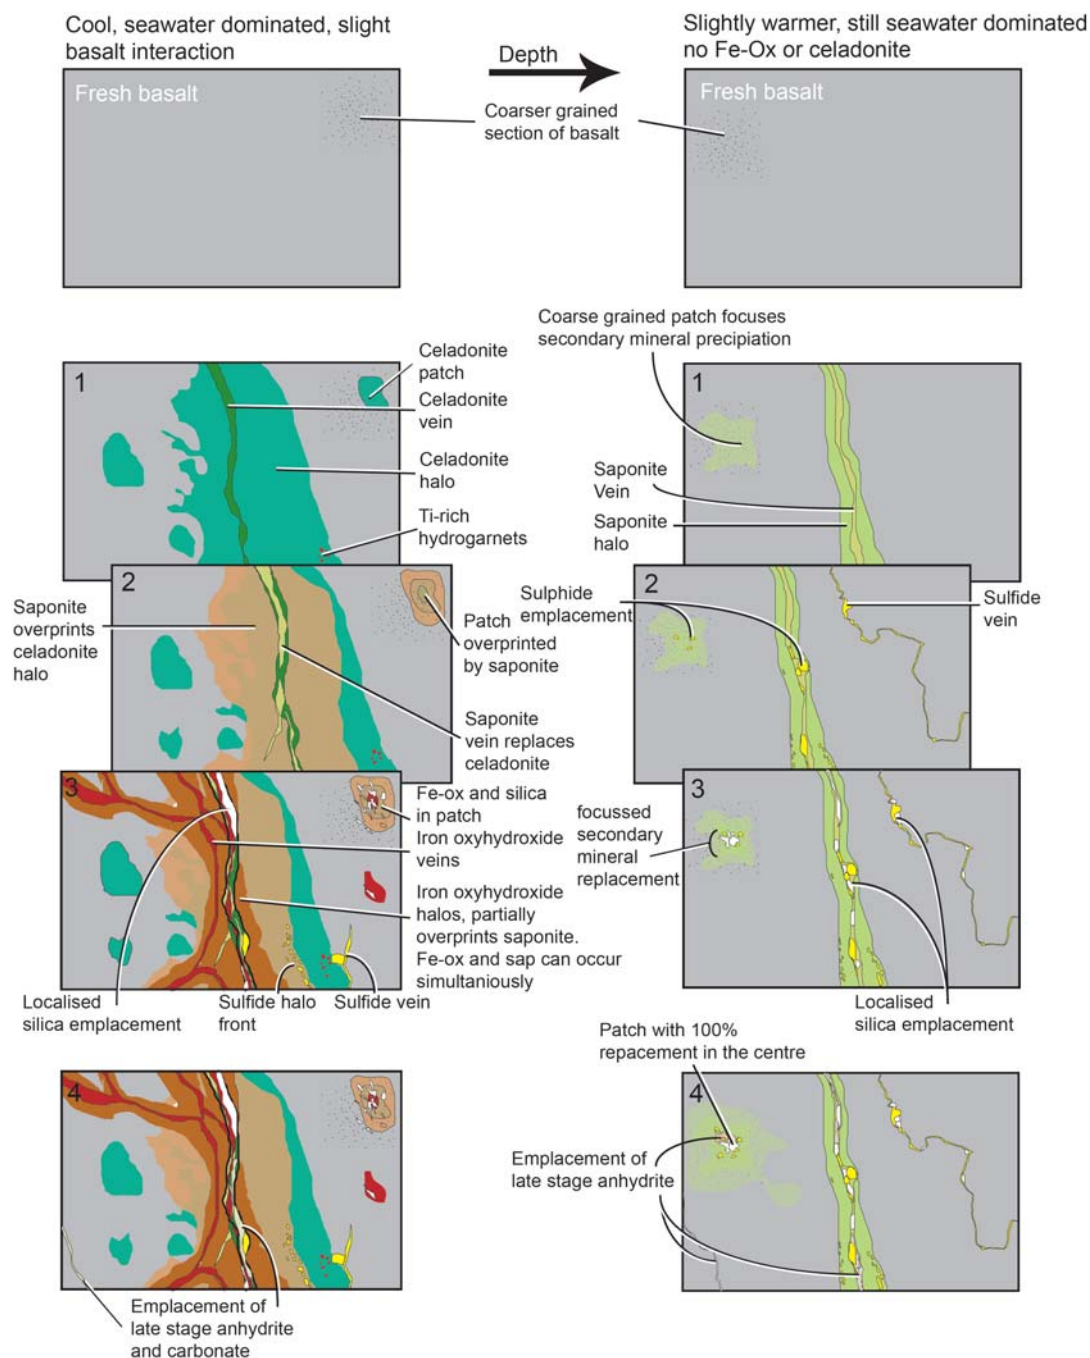 Cool, seawater dominated, slight
basalt interaction
Depth
Slightly warmer, still seawater dominated
no Fe-Ox or celadonite
Fresh basalt
Coarser grained
section of basalt
Fresh basalt
1
Celadonite
patch
Celadonite
vein
Celadonite
halo
Ti-rich
hydrogarnets
Coarse grained patch focuses
secondary mineral precipiation
1
Saponite
Vein
Saponite
halo
2
Saponite
overprints
celadonite
halo
Patch
overprinted
by saponite
Saponite
vein replaces
celadonite
2
Sulphide
emplacement
Sulfide
vein
3
Fe-ox and silica
in patch
Iron oxyhydroxide
veins
Iron oxyhydroxide
halos, partially
overprints saponite.
Fe-ox and sap can occur
simultaniously
Localised
silica emplacement
Sulfide halo
front
Sulfide vein
3
focussed
secondary
mineral
replacement
Localised
silica emplacement
4
Emplacement of
late stage anhydrite
and carbonate
Patch with 100%
repacement in the centre
4
Emplacement of
late stage anhydrite